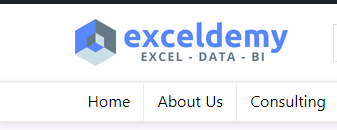 exceldemy
EXCEL - DATA - BI
Home
About Us
Consulting